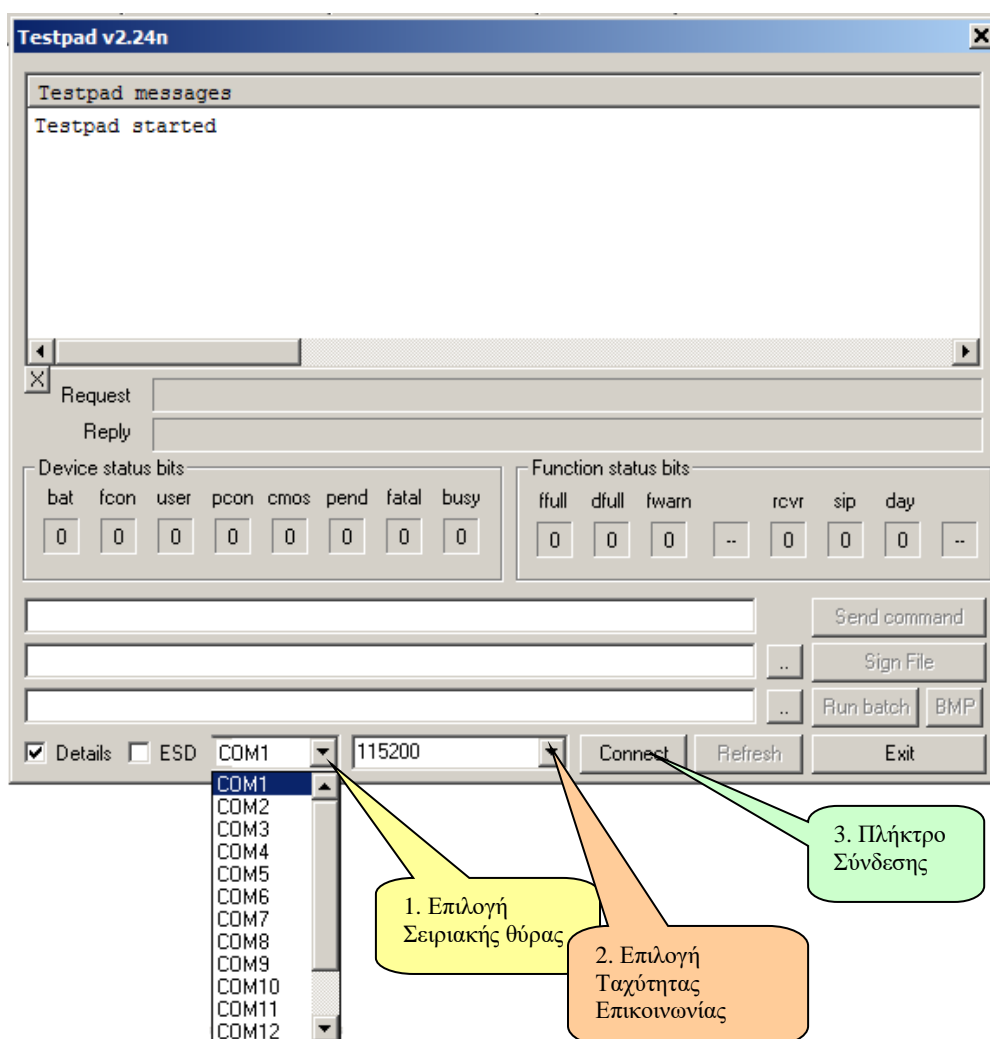 Testpad v2.24n
Testpad messages
Testpad started
X
Request
Reply
Device status bits
bat fcon user pcon cmos pend fatal busy
0 0 0 0 0 0 0 0
Function status bits
ffull dfull fwarn rcvr sip day
0 0 0 -- 0 0 0 --
Send command
.. Sign File
.. Run batch BMP
Details ESD COM1 115200 Connect Refresh Exit
COM1
COM2
COM3
COM4
COM5
COM6
COM7
COM8
COM9
COM10
COM11
COM12
1. Επιλογή
Σειριακής θύρας
2. Επιλογή
Ταχύτητας
Επικοινωνίας
3. Πλήκτρο
Σύνδεσης